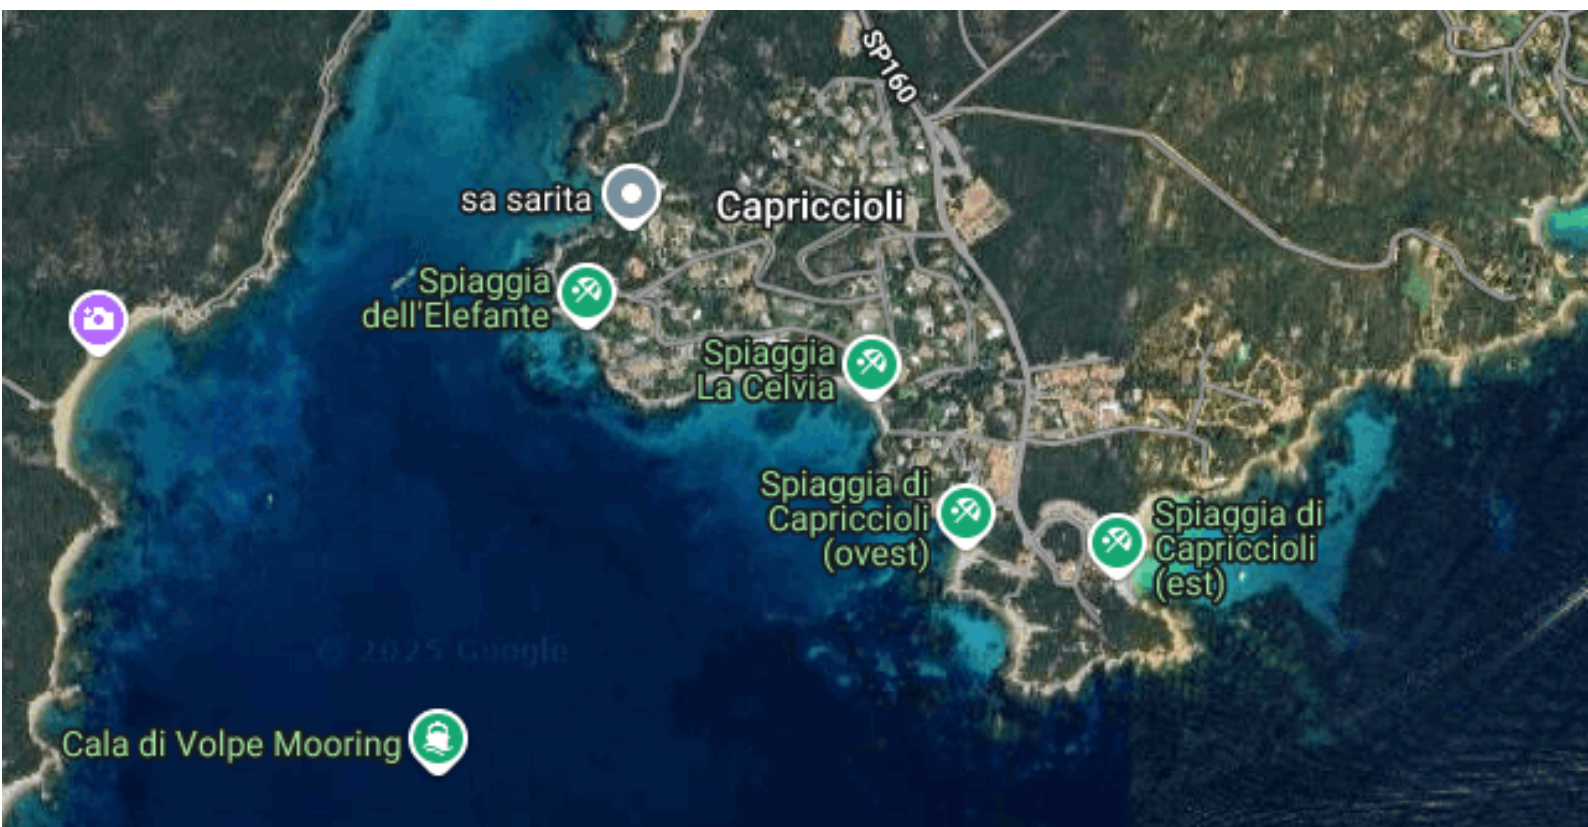 SP160
sa sarita
Capriccioli
Spiaggia
dell'Elefante
Spiaggia
La Celvia
Spiaggia di
Capriccioli
(ovest)
Spiaggia di
Capriccioli
(est)
© 2025 Google
Cala di Volpe Mooring